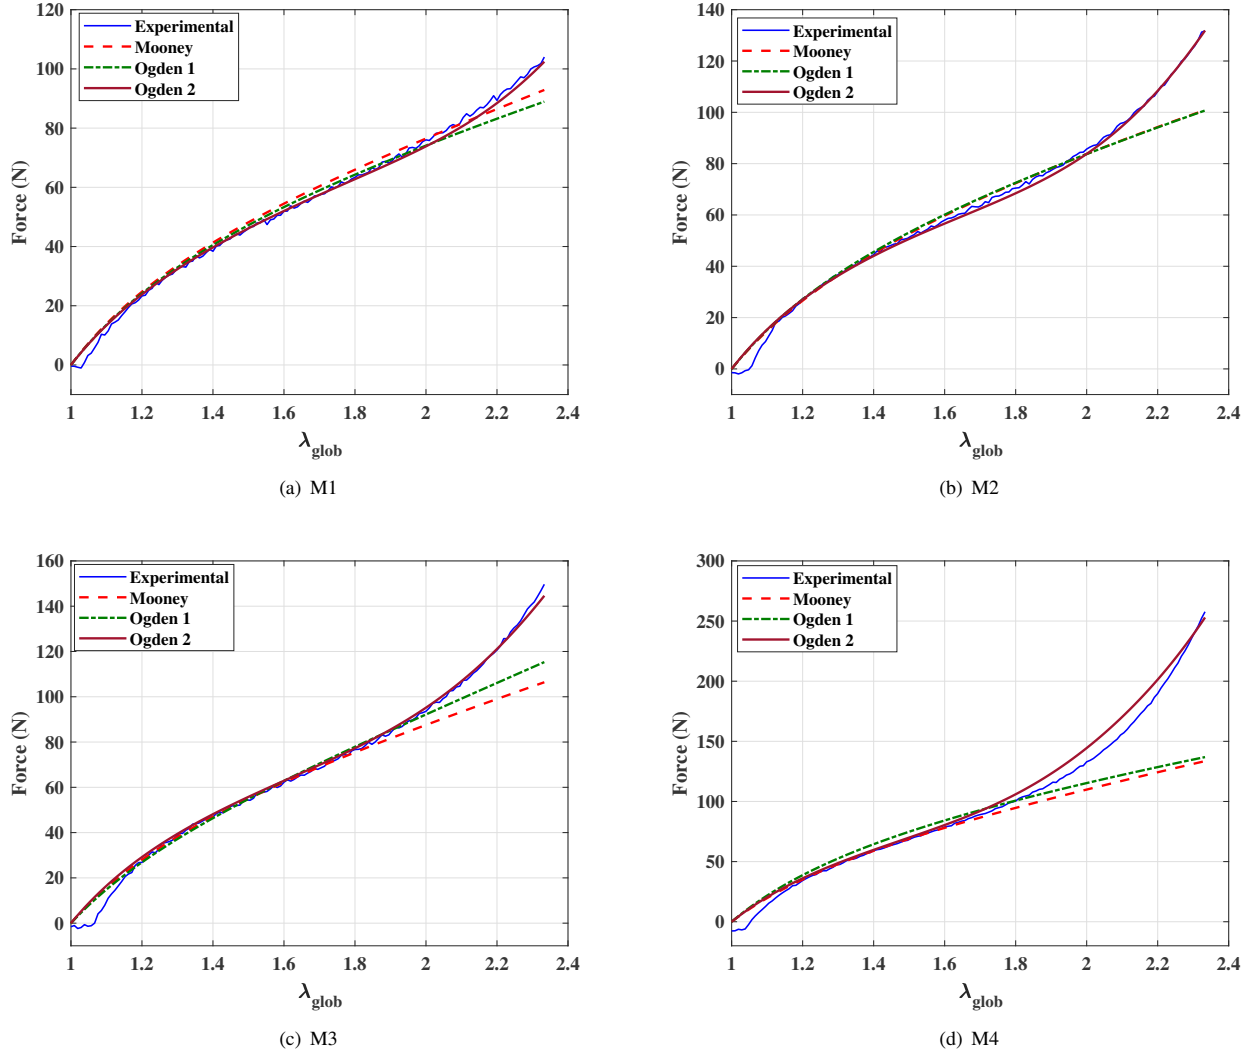 120
100
80
60
40
20
0
Force (N)
Experimental
Mooney
Ogden 1
Ogden 2
1 1.2 1.4 1.6 1.8 2 2.2 2.4
λglob
(a) M1
140
120
100
80
60
40
20
0
Force (N)
Experimental
Mooney
Ogden 1
Ogden 2
1 1.2 1.4 1.6 1.8 2 2.2 2.4
λglob
(b) M2
160
140
120
100
80
60
40
20
0
Force (N)
Experimental
Mooney
Ogden 1
Ogden 2
1 1.2 1.4 1.6 1.8 2 2.2 2.4
λglob
(c) M3
300
250
200
150
100
50
0
Force (N)
Experimental
Mooney
Ogden 1
Ogden 2
1 1.2 1.4 1.6 1.8 2 2.2 2.4
λglob
(d) M4